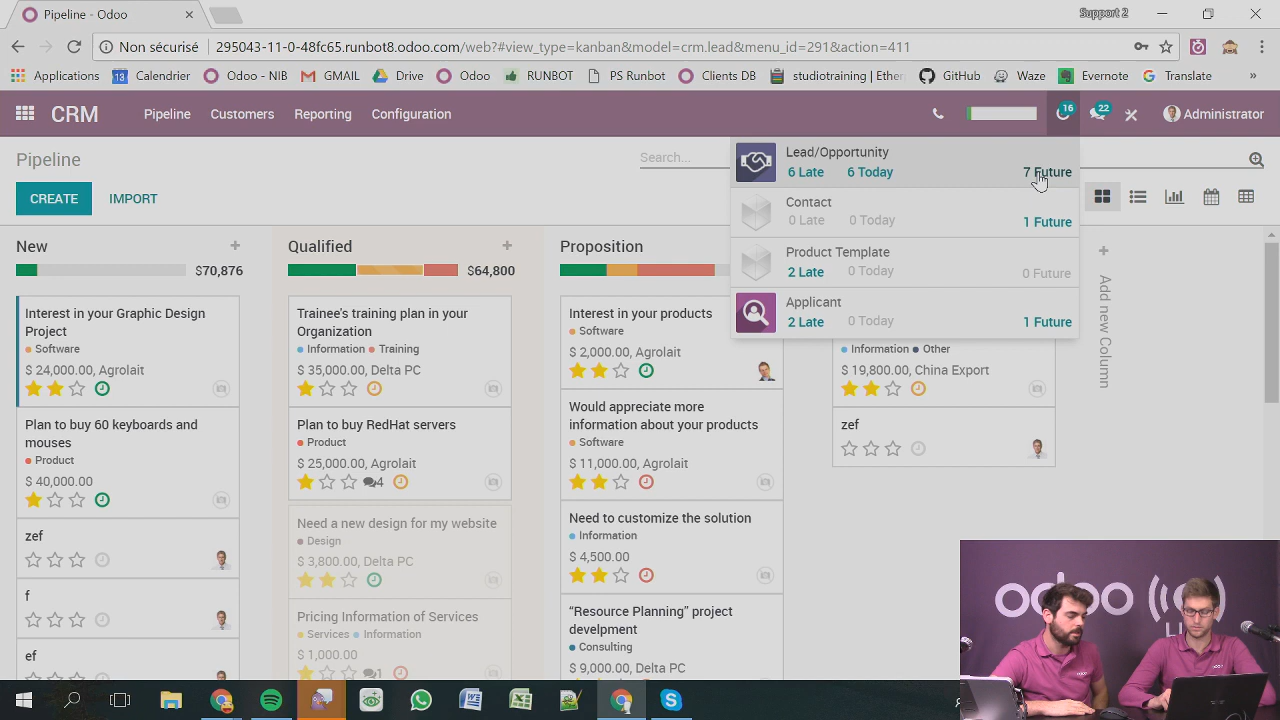 Pipeline - Odoo
Support 2
Non sécurisé
295043-11-0-48fc65.runbot8.odoo.com/web?#view_type=kanban&model=crm.lead&menu_id=291&action=411
Applications
13
Calendrier
Odoo - NIB
GMAIL
Drive
Odoo
RUNBOT
PS Runbot
Clients DB
studiotraining | Ether
GitHub
Waze
Evernote
Translate
»
CRM
Pipeline
Customers
Reporting
Configuration
16
22
Administrator
Pipeline
Search...
CREATE
IMPORT
Lead/Opportunity
6 Late 6 Today 7 Future
Contact
0 Late 0 Today 1 Future
Product Template
2 Late 0 Today 0 Future
Applicant
2 Late 0 Today 1 Future
New
$70,876
Interest in your Graphic Design
Project
Software
$ 24,000.00, Agrolait
Plan to buy 60 keyboards and
mouses
Product
$ 40,000.00
zef
f
ef
Qualified
$64,800
Trainee's training plan in your
Organization
Information Training
$ 35,000.00, Delta PC
Plan to buy RedHat servers
Product
$ 25,000.00, Agrolait
4
Need a new design for my website
Design
$ 3,800.00, Delta PC
Pricing Information of Services
Services Information
$ 1,000.00
1
Proposition
Interest in your products
Software
$ 2,000.00, Agrolait
Would appreciate more
information about your products
Software
$ 11,000.00, Agrolait
Need to customize the solution
Information
$ 4,500.00
“Resource Planning” project
develpment
Consulting
$ 9,000.00, Delta PC
Information Other
$ 19,800.00, China Export
zef
Add new Column
odoo